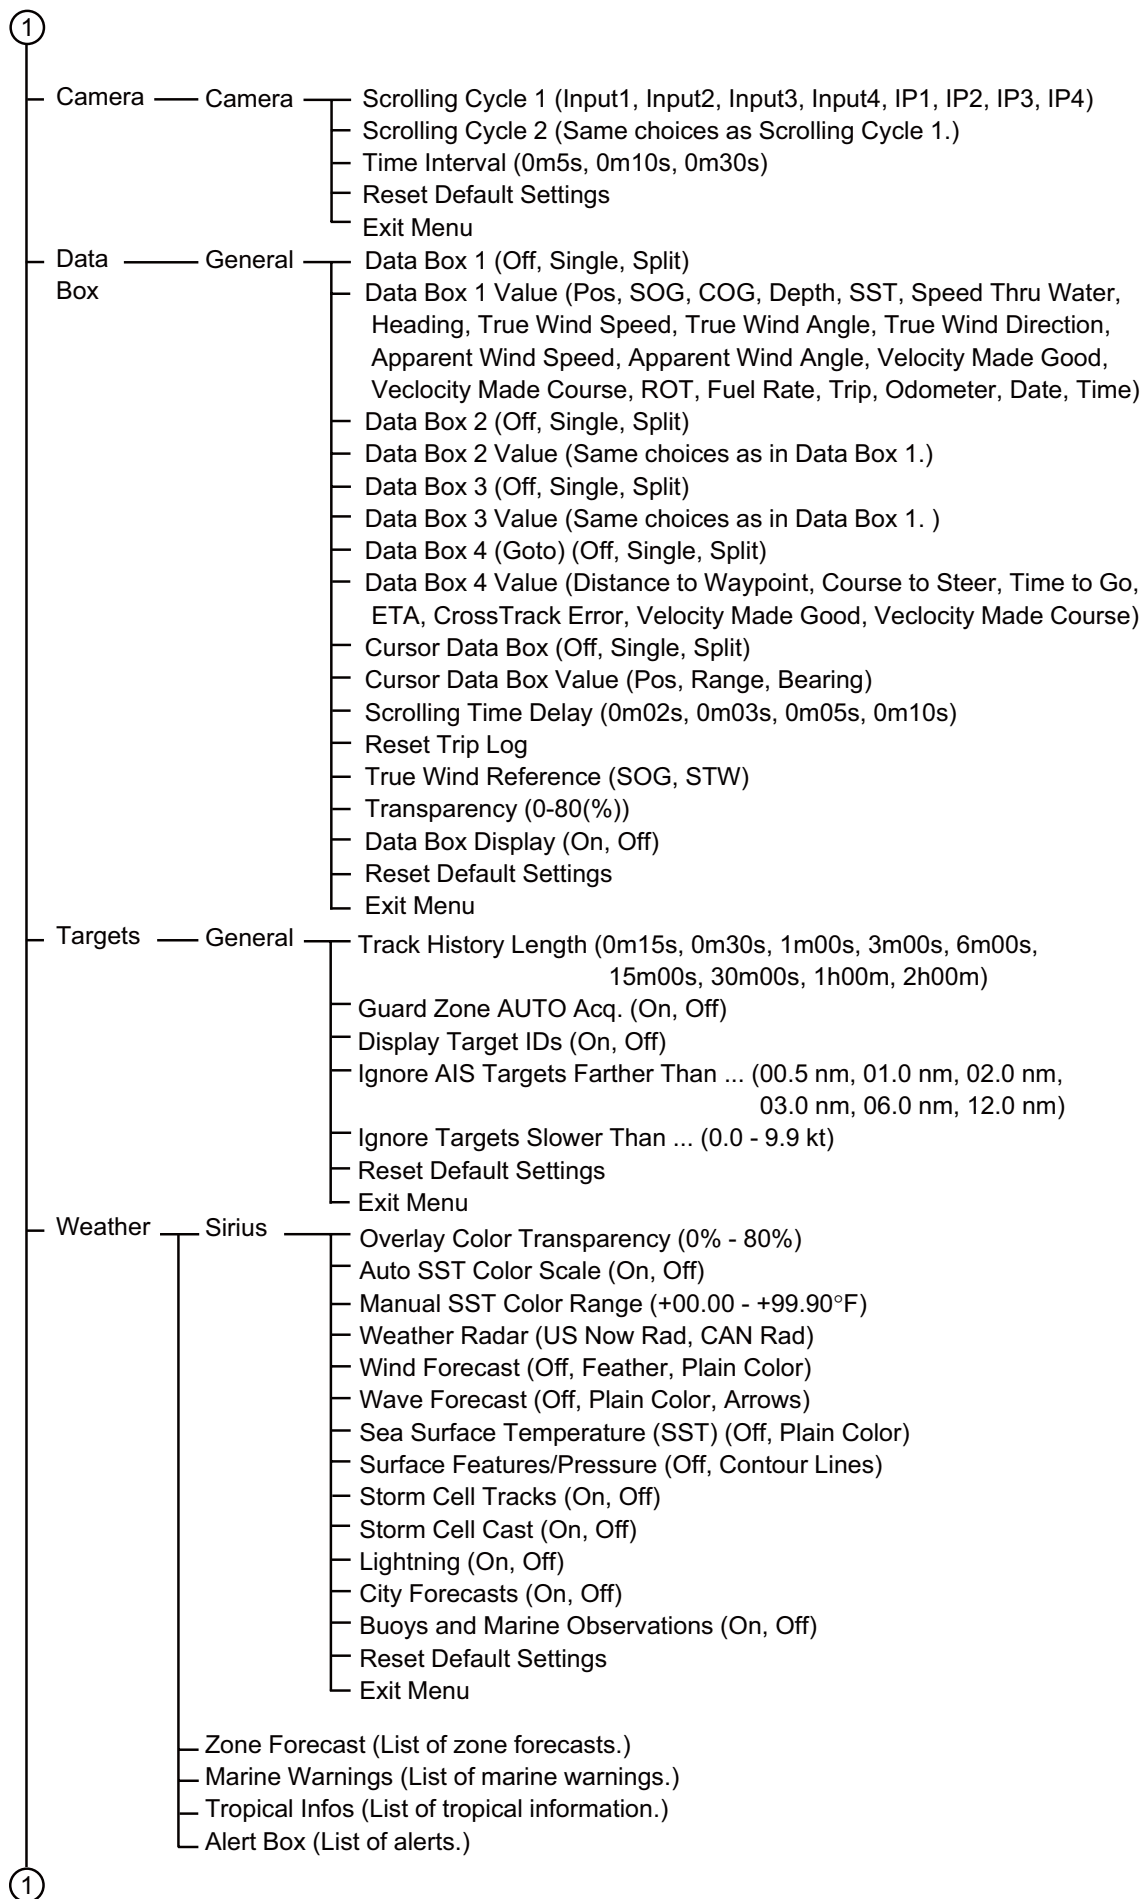 1
Camera Camera Scrolling Cycle 1 (Input1, Input2, Input3, Input4, IP1, IP2, IP3, IP4)
Scrolling Cycle 2 (Same choices as Scrolling Cycle 1.)
Time Interval (0m5s, 0m10s, 0m30s)
Reset Default Settings
Exit Menu
Data General Data Box 1 (Off, Single, Split)
Box Data Box 1 Value (Pos, SOG, COG, Depth, SST, Speed Thru Water,
Heading, True Wind Speed, True Wind Angle, True Wind Direction,
Apparent Wind Speed, Apparent Wind Angle, Velocity Made Good,
Veclocity Made Course, ROT, Fuel Rate, Trip, Odometer, Date, Time)
Data Box 2 (Off, Single, Split)
Data Box 2 Value (Same choices as in Data Box 1.)
Data Box 3 (Off, Single, Split)
Data Box 3 Value (Same choices as in Data Box 1. )
Data Box 4 (Goto) (Off, Single, Split)
Data Box 4 Value (Distance to Waypoint, Course to Steer, Time to Go,
ETA, CrossTrack Error, Velocity Made Good, Veclocity Made Course)
Cursor Data Box (Off, Single, Split)
Cursor Data Box Value (Pos, Range, Bearing)
Scrolling Time Delay (0m02s, 0m03s, 0m05s, 0m10s)
Reset Trip Log
True Wind Reference (SOG, STW)
Transparency (0-80(%))
Data Box Display (On, Off)
Reset Default Settings
Exit Menu
Targets General Track History Length (0m15s, 0m30s, 1m00s, 3m00s, 6m00s,
15m00s, 30m00s, 1h00m, 2h00m)
Guard Zone AUTO Acq. (On, Off)
Display Target IDs (On, Off)
Ignore AIS Targets Farther Than ... (00.5 nm, 01.0 nm, 02.0 nm,
03.0 nm, 06.0 nm, 12.0 nm)
Ignore Targets Slower Than ... (0.0 - 9.9 kt)
Reset Default Settings
Exit Menu
Weather Sirius Overlay Color Transparency (0% - 80%)
Auto SST Color Scale (On, Off)
Manual SST Color Range (+00.00 - +99.90°F)
Weather Radar (US Now Rad, CAN Rad)
Wind Forecast (Off, Feather, Plain Color)
Wave Forecast (Off, Plain Color, Arrows)
Sea Surface Temperature (SST) (Off, Plain Color)
Surface Features/Pressure (Off, Contour Lines)
Storm Cell Tracks (On, Off)
Storm Cell Cast (On, Off)
Lightning (On, Off)
City Forecasts (On, Off)
Buoys and Marine Observations (On, Off)
Reset Default Settings
Exit Menu
Zone Forecast (List of zone forecasts.)
Marine Warnings (List of marine warnings.)
Tropical Infos (List of tropical information.)
Alert Box (List of alerts.)
1